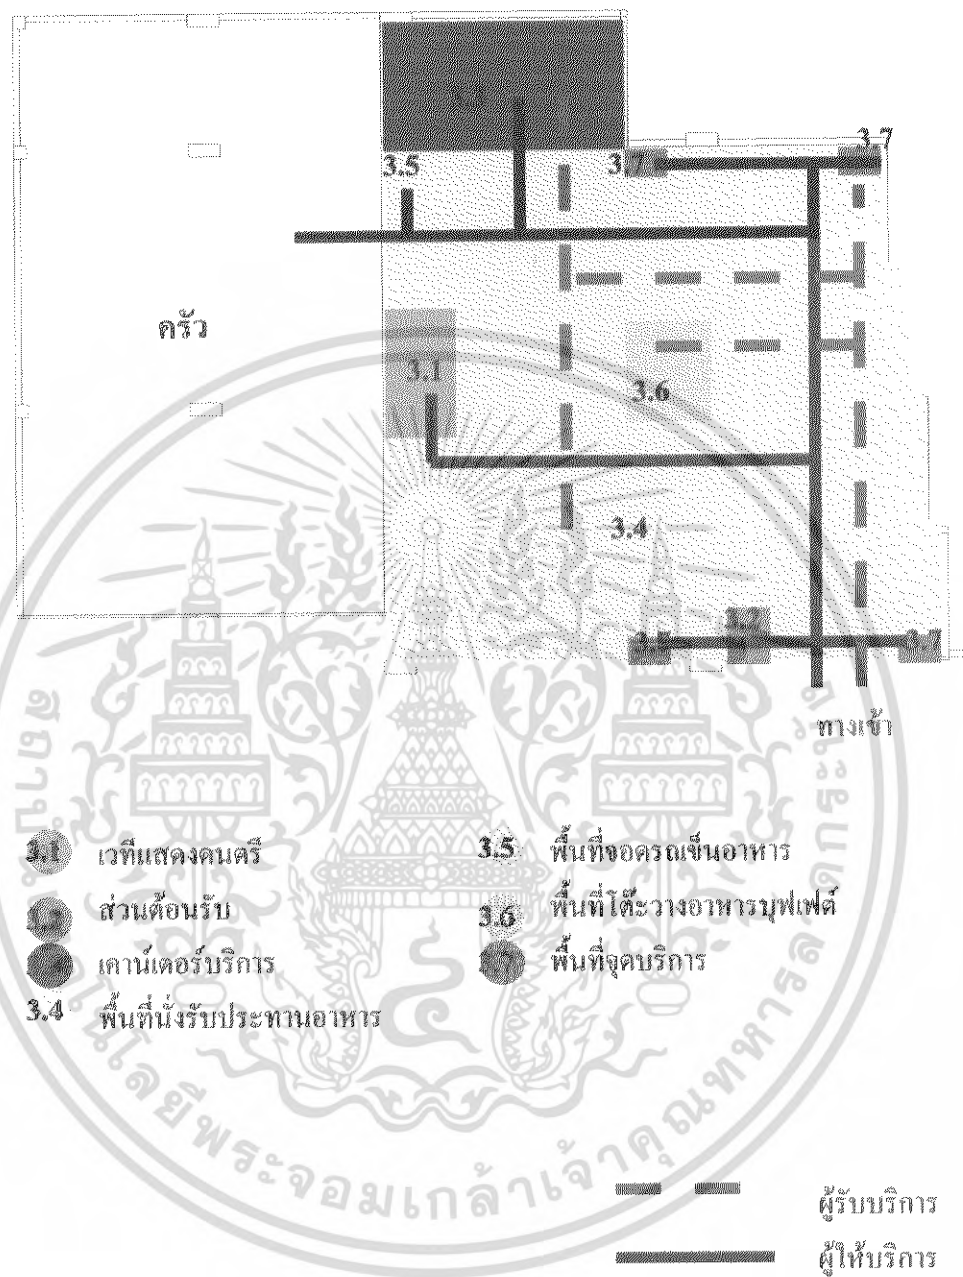 3.7
3.5
3.7
ครัว
3.1
3.6
3.4
3.7
ทางเข้า
3.1 เวทีแสดงดนตรี
ส่วนต้อนรับ
เคาน์เตอร์บริการ
3.4 พื้นที่นั่งรับประทานอาหาร
3.5 พื้นที่จอดรถเข็นอาหาร
3.6 พื้นที่โต๊ะวางอาหารบุฟเฟต์
พื้นที่จุดบริการ
ผู้รับบริการ
ผู้ให้บริการ